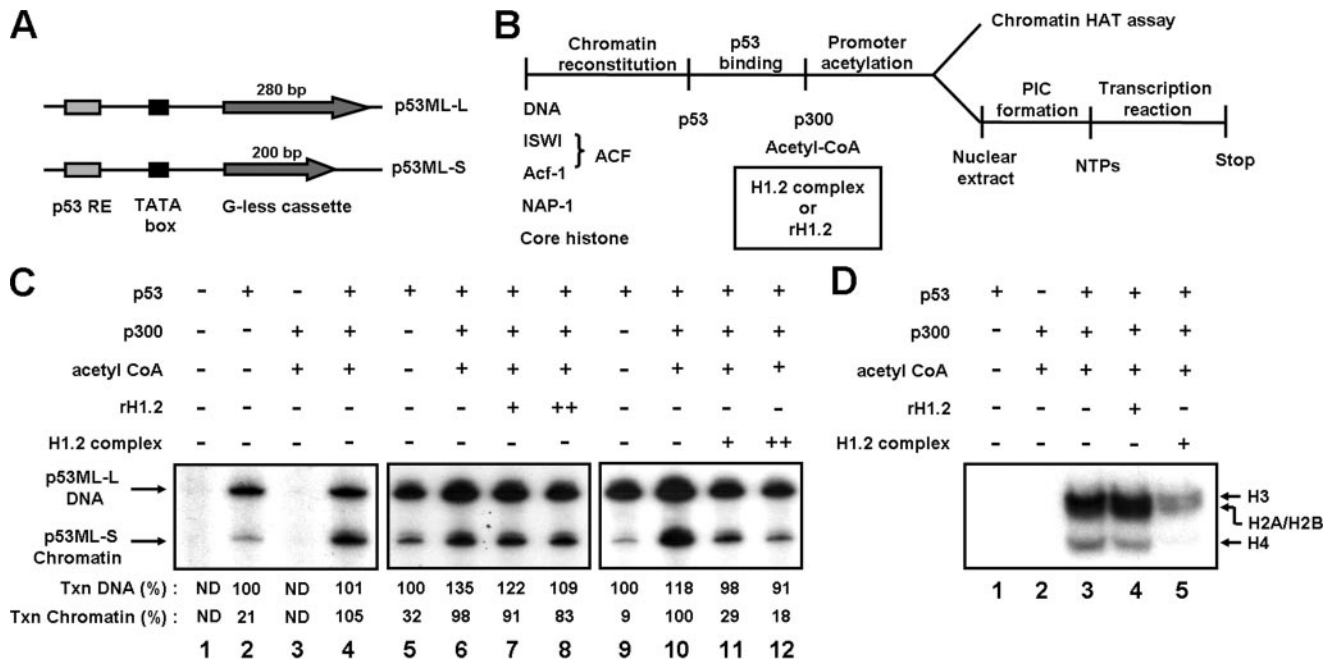 A
280 bp
p53ML-L
200 bp
p53ML-S
p53 RE TATA box G-less cassette
B
Chromatin reconstitution
p53 binding
Promoter acetylation
Chromatin HAT assay
PIC formation
Transcription reaction
DNA
ISWI
Acf-1
ACF
NAP-1
Core histone
p53
p300
Acetyl-CoA
H1.2 complex
or
rH1.2
Nuclear extract
NTPs
Stop
C
p53 - + - + + + + + + + + +
p300 - - + + - + + + - + + +
acetyl CoA - - + + - + + + - + + +
rH1.2 - - - - - - + ++ - - - -
H1.2 complex - - - - - - - - - - + ++
p53ML-L DNA
p53ML-S Chromatin
Txn DNA (%) : ND 100 ND 101 100 135 122 109 100 118 98 91
Txn Chromatin (%) : ND 21 ND 105 32 98 91 83 9 100 29 18
1 2 3 4 5 6 7 8 9 10 11 12
D
p53 + - + + +
p300 - + + + +
acetyl CoA - + + + +
rH1.2 - - - + -
H1.2 complex - - - - +
H3
H2A/H2B
H4
1 2 3 4 5